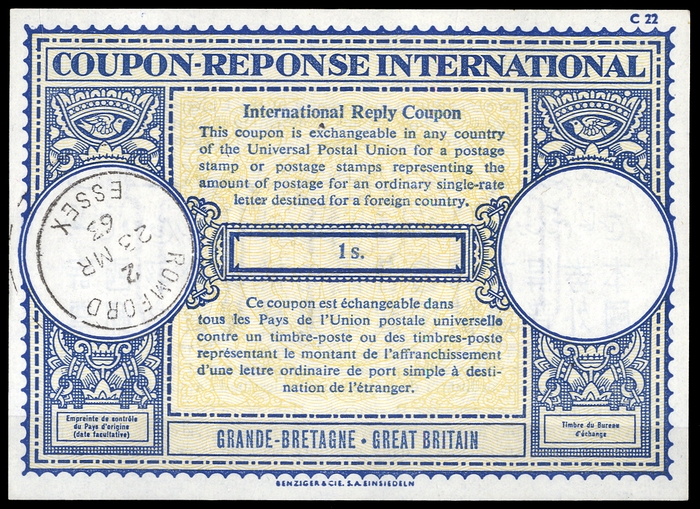 C 22
COUPON-REPONSE INTERNATIONAL
International Reply Coupon
This coupon is exchangeable in any country
of the Universal Postal Union for a postage
stamp or postage stamps representing the
amount of postage for an ordinary single-rate
letter destined for a foreign country.
1 s.
Ce coupon est échangeable dans
tous les Pays de l'Union postale universelle
contre un timbre-poste ou des timbres-poste
représentant le montant de l'affranchissement
d'une lettre ordinaire de port simple à desti-
nation de l'étranger.
ROMFORD
2
23 MR
63
ESSEX
Empreinte de contrôle
du Pays d'origine
(date facultative)
Timbre du Bureau
d'échange
GRANDE-BRETAGNE • GREAT BRITAIN
BENZIGER & CIE. S.A. EINSIEDELN